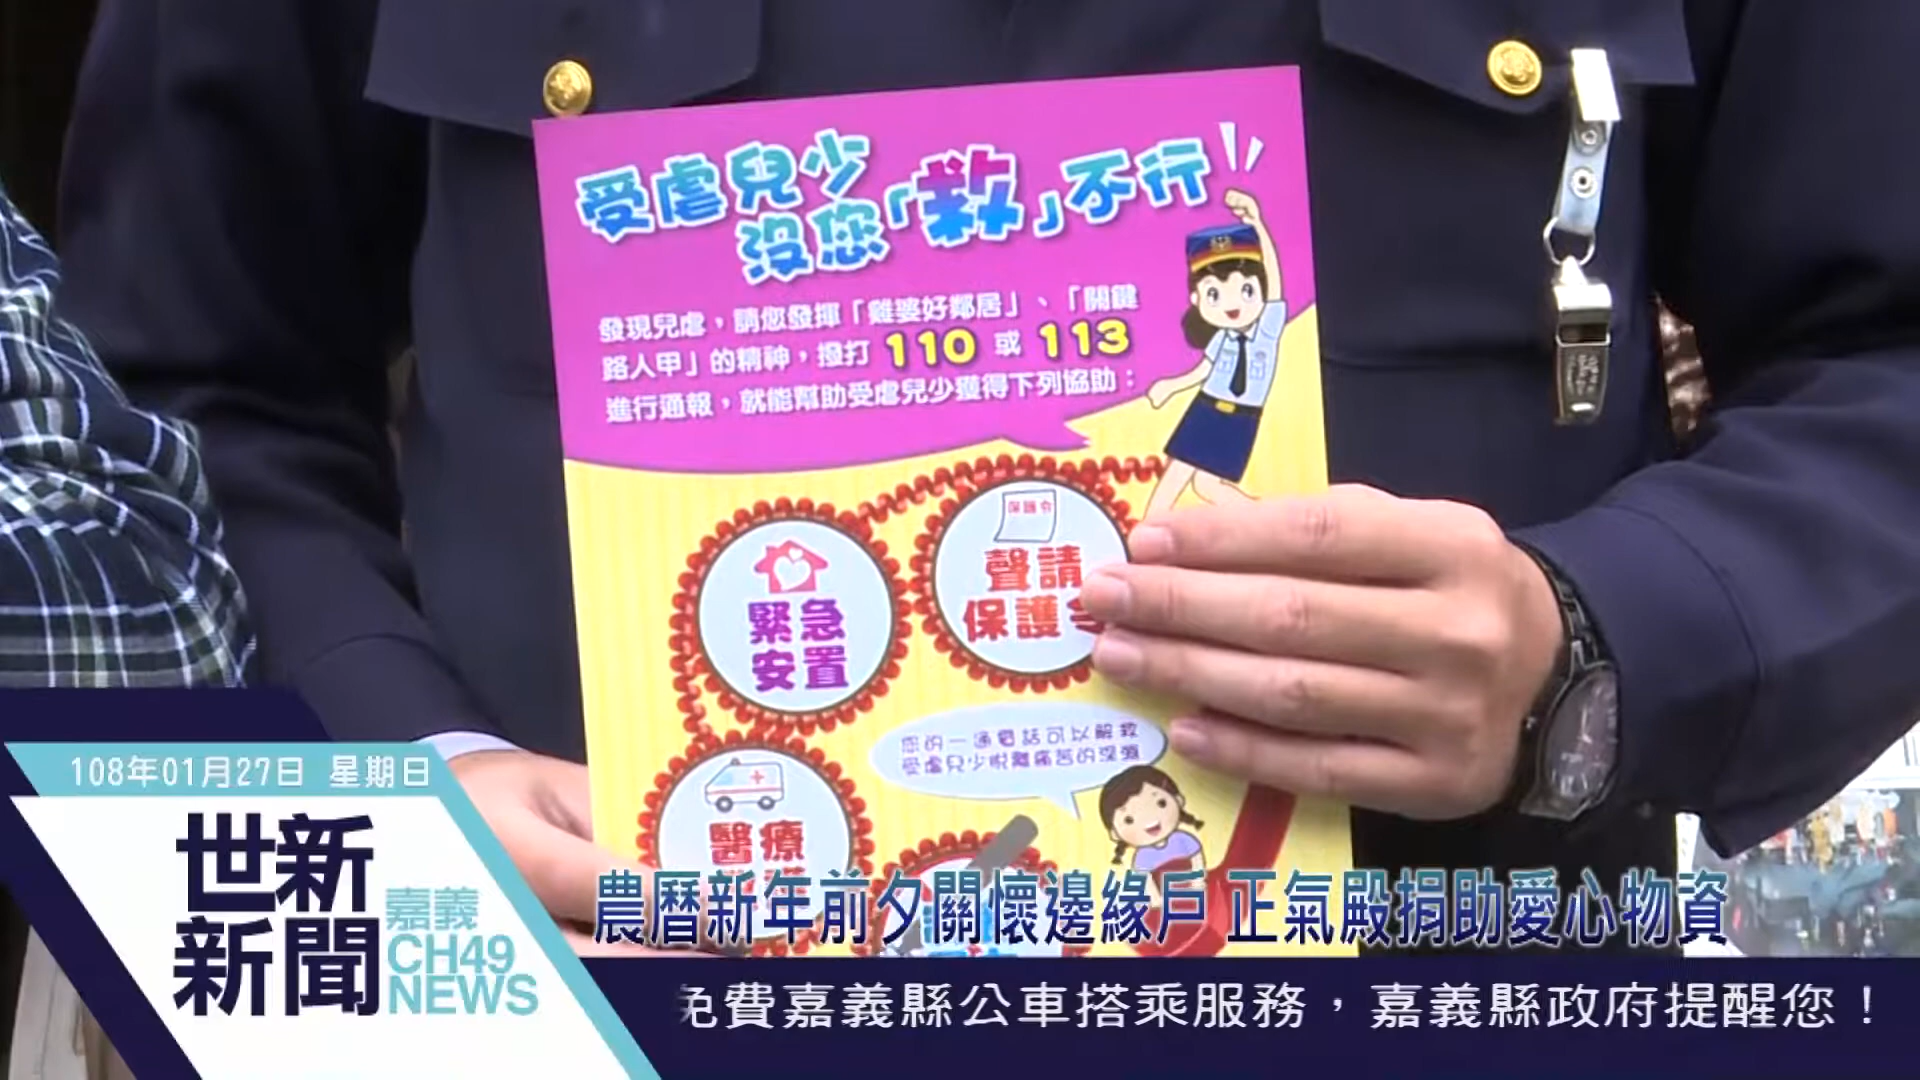 受虐兒少
沒您「救」不行
發現兒虐,請您發揮「雞婆好鄰居」、「關鍵
路人甲」的精神,撥打 110 或 113
進行通報,就能幫助受虐兒少獲得下列協助:
保護令
聲請
保護令
緊急
安置
您的一通電話可以解救
受虐兒少脫離痛苦的深淵
醫療
108年01月27日 星期日
世新
新聞
嘉義
CH49
NEWS
農曆新年前夕關懷邊緣戶 正氣殿捐助愛心物資
免費嘉義縣公車搭乘服務,嘉義縣政府提醒您!